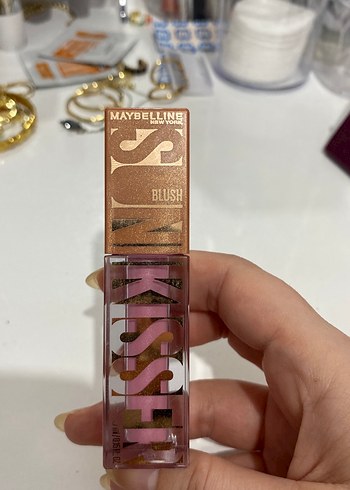 MAYBELLINE
NEW YORK
SUN
BLUSH
KISSER